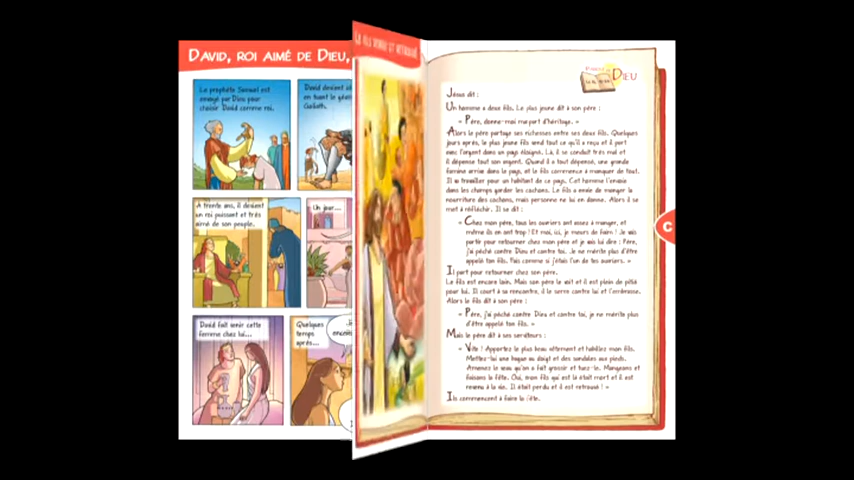 DAVID, ROI AIMÉ DE DIEU,
Le prophète Samuel est
envoyé par Dieu pour
choisir David comme roi.
David devient
en tuant le géant
Goliath.
A trente ans, il devient
un roi puissant et très
aimé de son peuple.
Un jour...
David fait venir cette
femme chez lui...
Quelques
temps
après...
LE FILS PERDU ET RETROUVÉ
DIEU
Jésus dit :
Un homme a deux fils. Le plus jeune dit à son père :
« Père, donne-moi ma part d'héritage. »
Alors le père partage ses richesses entre ses deux fils. Quelques
jours après, le plus jeune fils vend tout ce qu'il a reçu et il part
avec l'argent dans un pays éloigné. Là, il se conduit très mal et
il dépense tout son argent. Quand il a tout dépensé, une grande
famine arrive dans le pays, et le fils commence à manquer de tout.
Il va travailler pour un habitant de ce pays. Cet homme l'envoie
dans les champs garder les cochons. Le fils a envie de manger la
nourriture des cochons, mais personne ne lui en donne. Alors il se
met à réfléchir. Il se dit :
« Chez mon père, tous les ouvriers ont assez à manger, et
même ils en ont trop ! Et moi, ici, je meurs de faim ! Je vais
partir pour retourner chez mon père et je vais lui dire : Père,
j'ai péché contre Dieu et contre toi. Je ne mérite plus d'être
appelé ton fils. Fais comme si j'étais l'un de tes ouvriers. »
Il part pour retourner chez son père.
Le fils est encore loin. Mais son père le voit et il est plein de pitié
pour lui. Il court à sa rencontre, il le serre contre lui et l'embrasse.
Alors le fils dit à son père :
« Père, j'ai péché contre Dieu et contre toi, je ne mérite plus
d'être appelé ton fils. »
Mais le père dit à ses serviteurs :
« Vite ! Apportez le plus beau vêtement et habillez mon fils.
Mettez-lui une bague au doigt et des sandales aux pieds.
Amenez le veau qu'on a fait grossir et tuez-le. Mangeons et
faisons la fête. Oui, mon fils qui est là était mort et il est
revenu à la vie. Il était perdu et il est retrouvé ! »
Ils commencent à faire la fête.
C